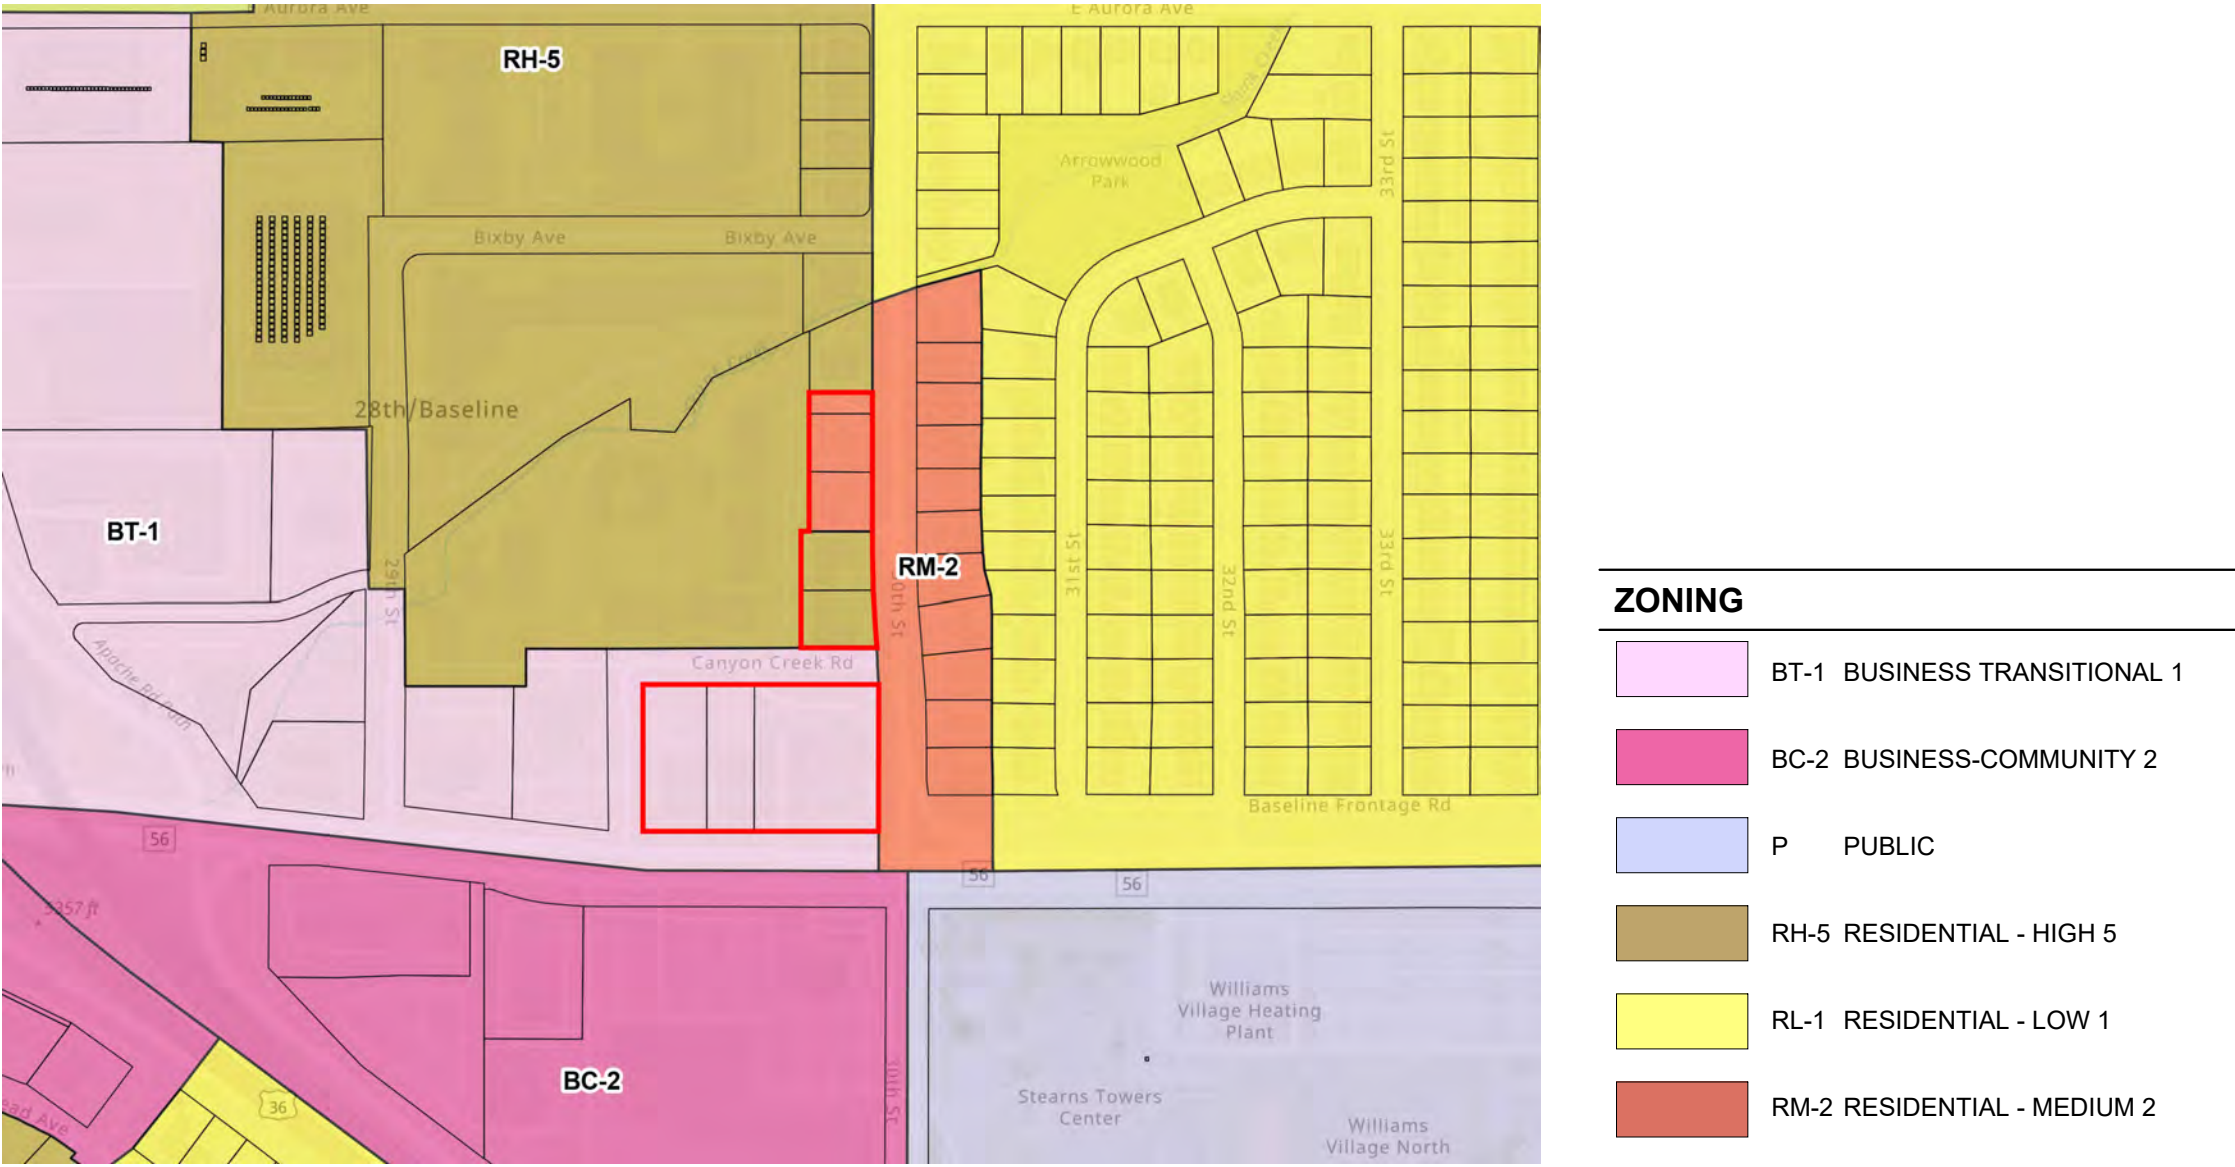 Aurora Ave
E Aurora Ave
RH-5
Arrowwood
Park
33rd St
Bixby Ave
Bixby Ave
28th/Baseline
BT-1
29th St
RM-2
30th St
31st St
32nd St
33rd St
Canyon Creek Rd
Apache Rd Path
Baseline Frontage Rd
56
56
56
5357 ft
Williams
Village Heating
Plant
BC-2
30th St
Stearns Towers
Center
36
Williams
Village North
ZONING
BT-1 BUSINESS TRANSITIONAL 1
BC-2 BUSINESS-COMMUNITY 2
P PUBLIC
RH-5 RESIDENTIAL - HIGH 5
RL-1 RESIDENTIAL - LOW 1
RM-2 RESIDENTIAL - MEDIUM 2